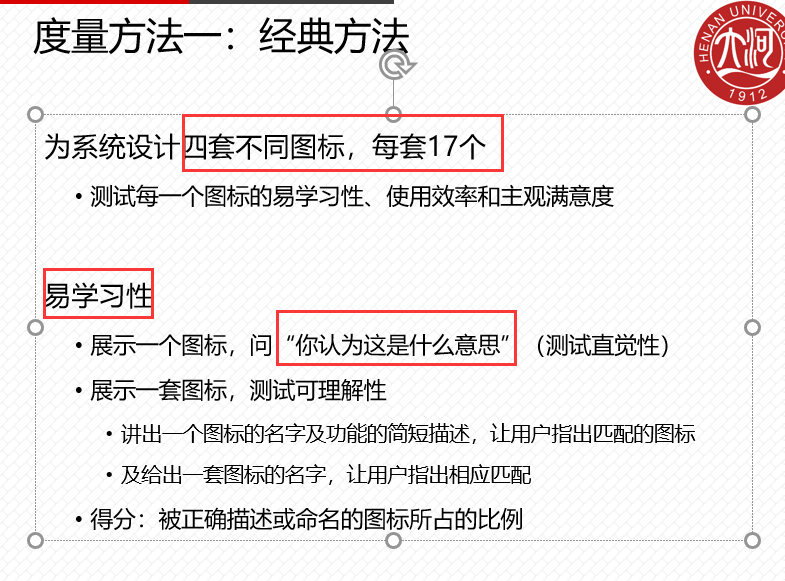 度量方法一：经典方法
HENAN UNIVER
大河
1912
为系统设计四套不同图标，每套17个
• 测试每一个图标的易学习性、使用效率和主观满意度
易学习性
• 展示一个图标，问“你认为这是什么意思”（测试直觉性）
• 展示一套图标，测试可理解性
• 讲出一个图标的名字及功能的简短描述，让用户指出匹配的图标
• 及给出一套图标的名字，让用户指出相应匹配
• 得分：被正确描述或命名的图标所占的比例